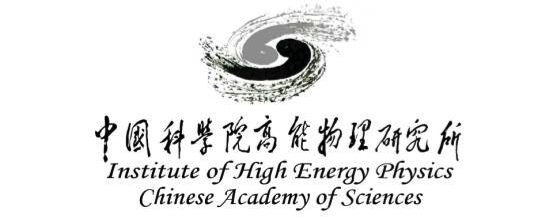 中国科学院高能物理研究所
Institute of High Energy Physics
Chinese Academy of Sciences